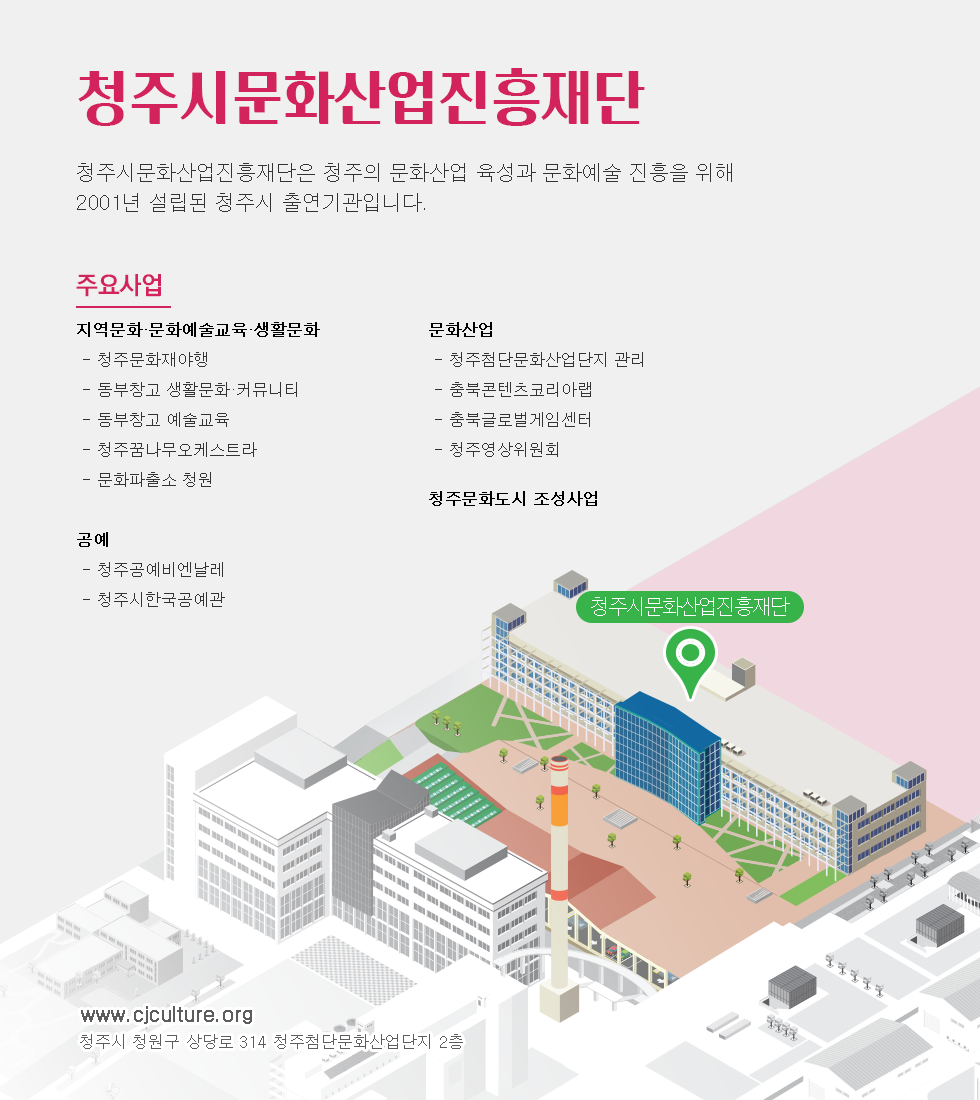 청주시문화산업진흥재단
청주시문화산업진흥재단은 청주의 문화산업 육성과 문화예술 진흥을 위해
2001년 설립된 청주시 출연기관입니다.
주요사업
지역문화·문화예술교육·생활문화
- 청주문화재야행
- 동부창고 생활문화·커뮤니티
- 동부창고 예술교육
- 청주꿈나무오케스트라
- 문화파출소 청원
공예
- 청주공예비엔날레
- 청주시한국공예관
문화산업
- 청주첨단문화산업단지 관리
- 충북콘텐츠코리아랩
- 충북글로벌게임센터
- 청주영상위원회
청주문화도시 조성사업
청주시문화산업진흥재단
www.cjculture.org
청주시 청원구 상당로 314 청주첨단문화산업단지 2층